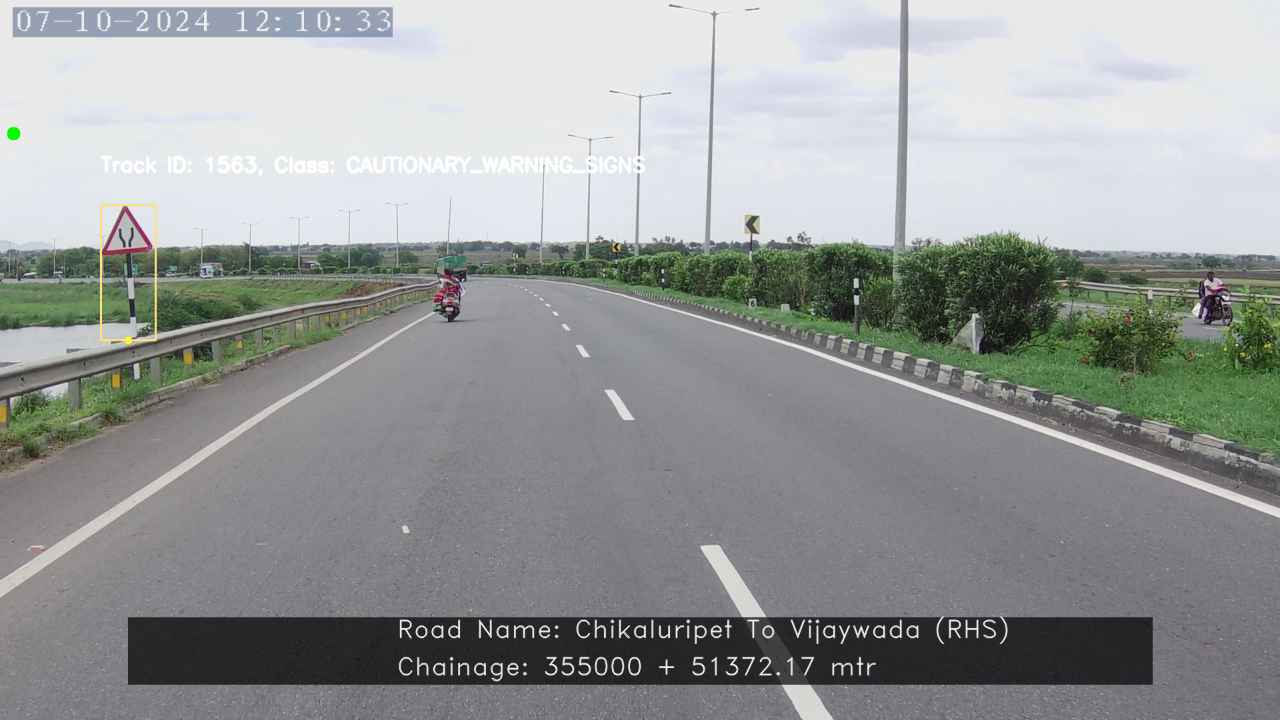 07-10-2024 12:10:33
Track ID: 1563, Class: CAUTIONARY_WARNING_SIGNS
Road Name: Chikaluripet To Vijaywada (RHS)
Chainage: 355000 + 51372.17 mtr